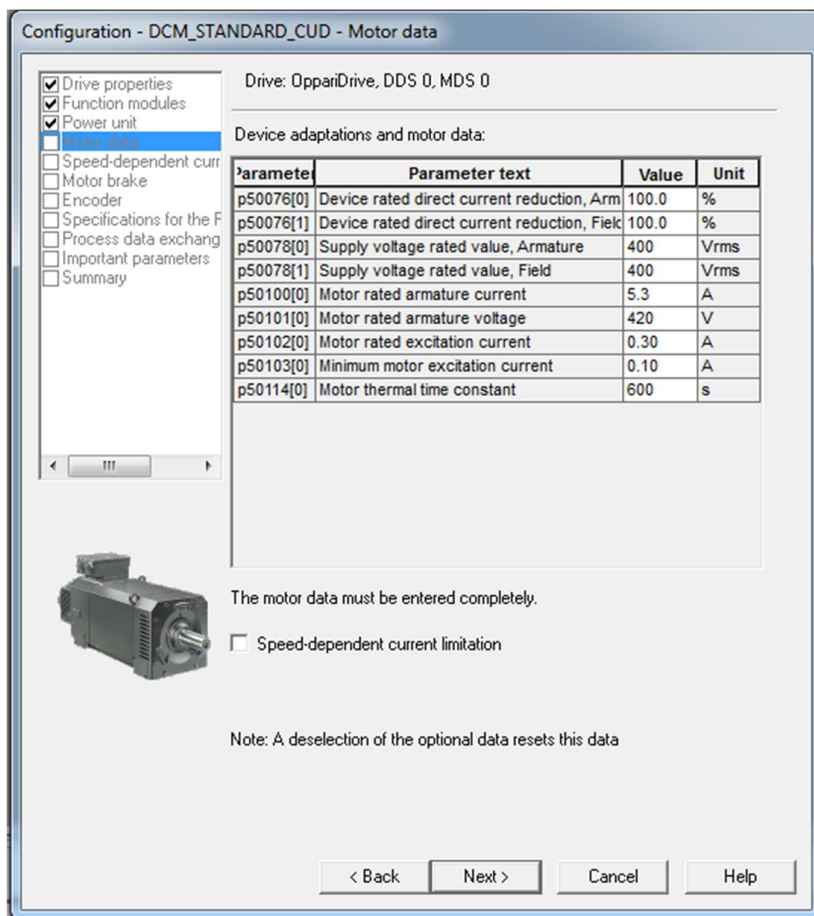 Configuration - DCM_STANDARD_CUD - Motor data
Drive properties
Function modules
Power unit
Motor data
Speed-dependent curr
Motor brake
Encoder
Specifications for the F
Process data exchang
Important parameters
Summary
Drive: OppariDrive, DDS 0, MDS 0
Device adaptations and motor data:
Parameter Parameter text Value Unit
p50076[0] Device rated direct current reduction, Arm 100.0 %
p50076[1] Device rated direct current reduction, Field 100.0 %
p50078[0] Supply voltage rated value, Armature 400 Vrms
p50078[1] Supply voltage rated value, Field 400 Vrms
p50100[0] Motor rated armature current 5.3 A
p50101[0] Motor rated armature voltage 420 V
p50102[0] Motor rated excitation current 0.30 A
p50103[0] Minimum motor excitation current 0.10 A
p50114[0] Motor thermal time constant 600 s
The motor data must be entered completely.
Speed-dependent current limitation
Note: A deselection of the optional data resets this data
< Back Next > Cancel Help